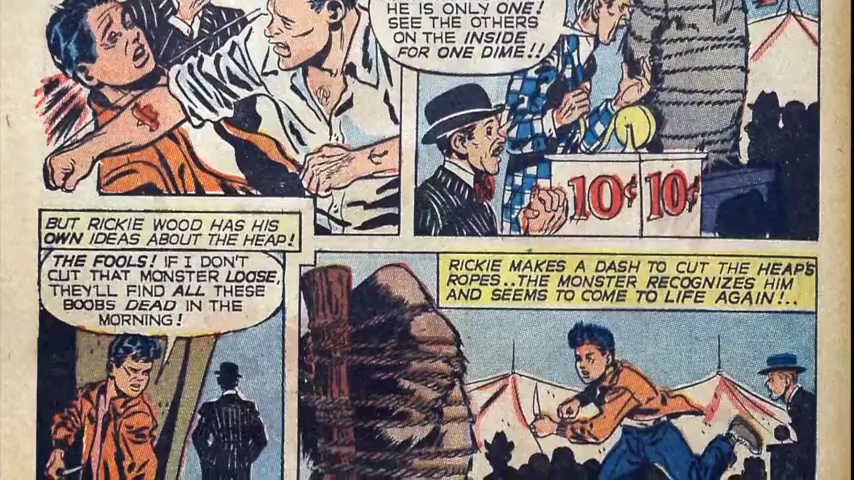 HE IS ONLY ONE!
SEE THE OTHERS
ON THE INSIDE
FOR ONE DIME!!
10¢ 10¢
BUT RICKIE WOOD HAS HIS
OWN IDEAS ABOUT THE HEAP!
THE FOOLS! IF I DON'T
CUT THAT MONSTER LOOSE,
THEY'LL FIND ALL THESE
BOOBS DEAD IN THE
MORNING!
RICKIE MAKES A DASH TO CUT THE HEAP'S
ROPES..THE MONSTER RECOGNIZES HIM
AND SEEMS TO COME TO LIFE AGAIN!..